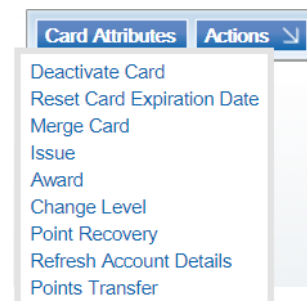 Card Attributes Actions
Deactivate Card
Reset Card Expiration Date
Merge Card
Issue
Award
Change Level
Point Recovery
Refresh Account Details
Points Transfer